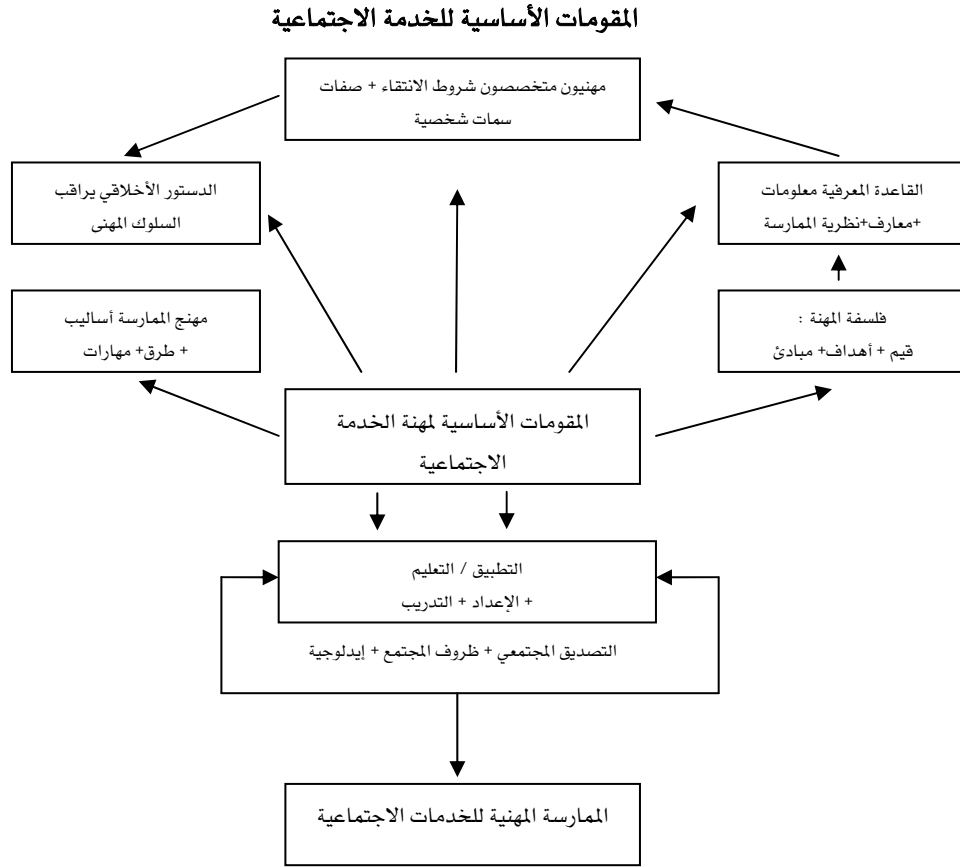 المقومات الأساسية للخدمة الاجتماعية
مهنيون متخصصون شروط الانتقاء + صفات
سمات شخصية
القاعدة المعرفية معلومات
+معارف+نظرية الممارسة
الدستور الأخلاقي يراقب
السلوك المهنى
فلسفة المهنة :
قيم + أهداف+ مبادئ
مهنج الممارسة أساليب
+ طرق+ مهارات
المقومات الأساسية لمهنة الخدمة
الاجتماعية
التطبيق / التعليم
+ الإعداد + التدريب
التصديق المجتمعي + ظروف المجتمع + إيدلوجية
الممارسة المهنية للخدمات الاجتماعية